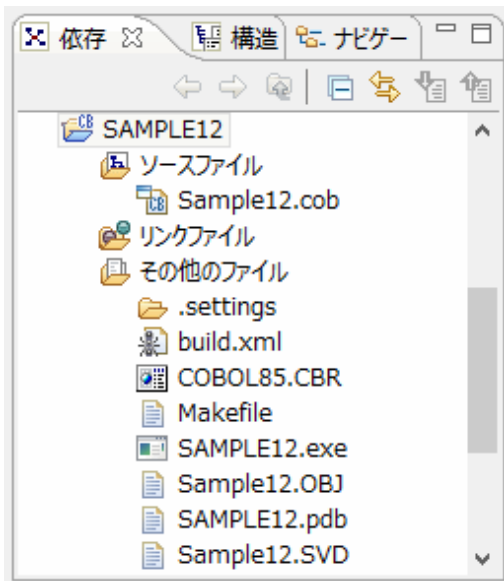 依存 構造 ナビゲー
SAMPLE12
ソースファイル
Sample12.cob
リンクファイル
その他のファイル
.settings
build.xml
COBOL85.CBR
Makefile
SAMPLE12.exe
Sample12.OBJ
SAMPLE12.pdb
Sample12.SVD